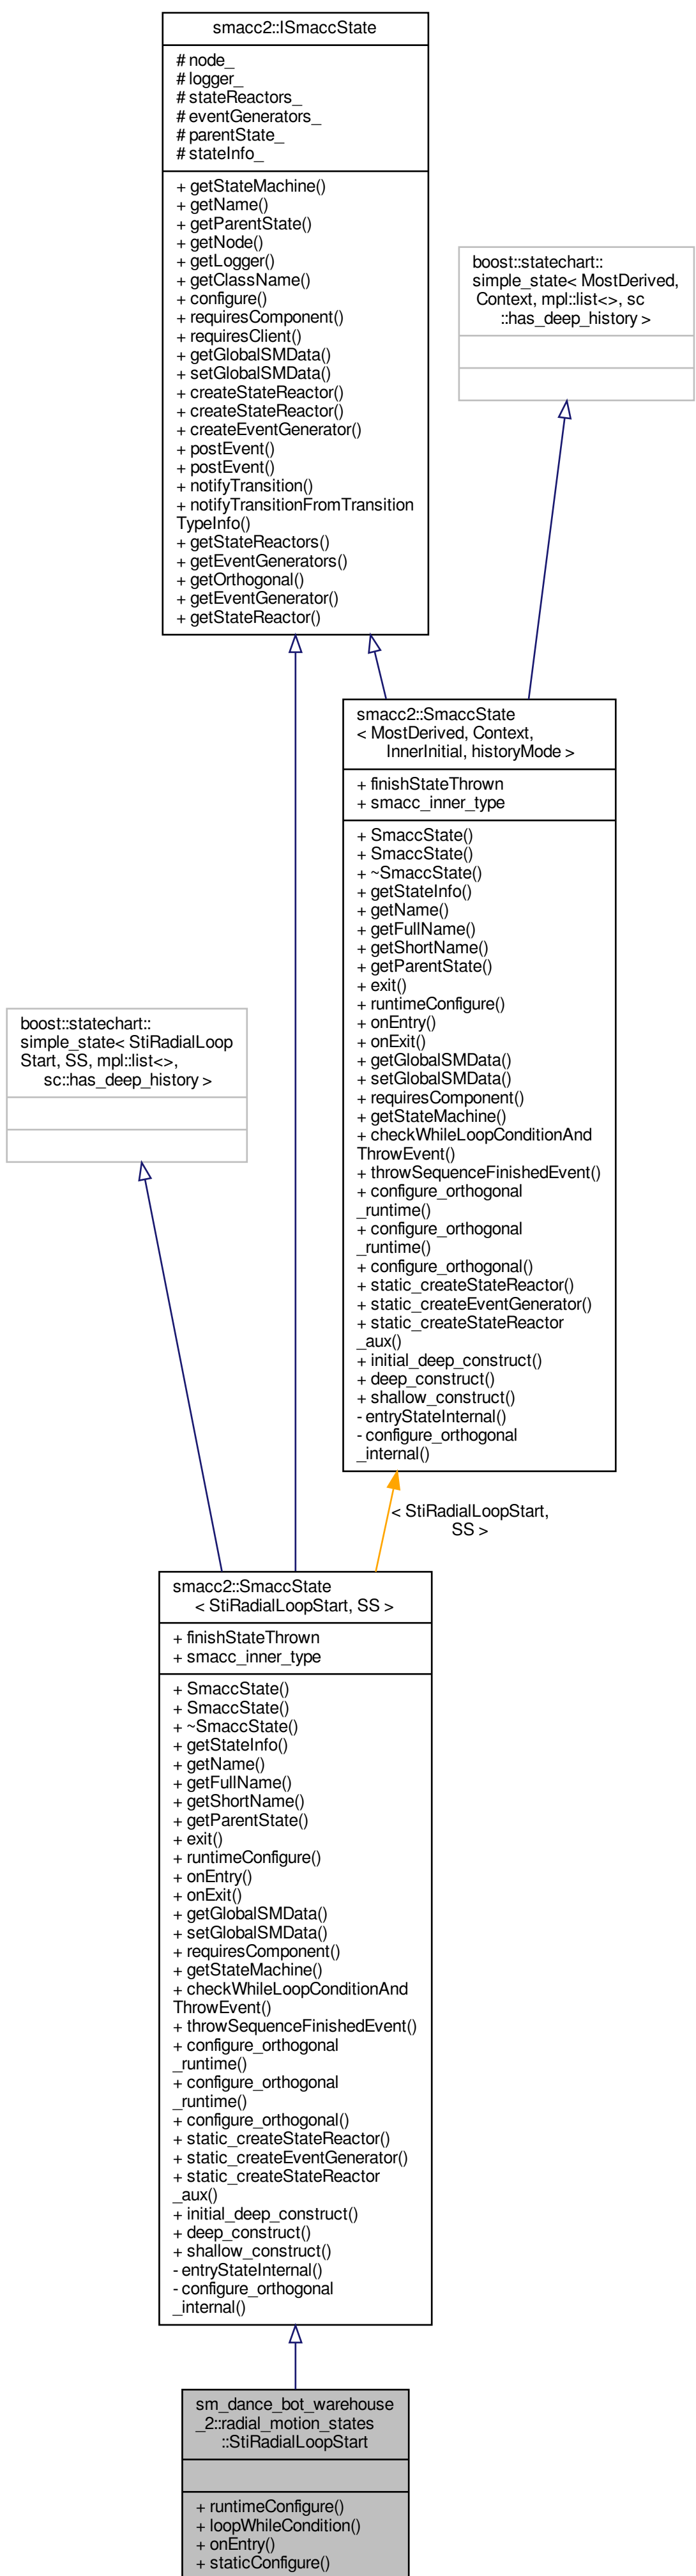 smacc2::ISmaccState
# node_
# logger_
# stateReactors_
# eventGenerators_
# parentState_
# stateInfo_
+ getStateMachine()
+ getName()
+ getParentState()
+ getNode()
+ getLogger()
+ getClassName()
+ configure()
+ requiresComponent()
+ requiresClient()
+ getGlobalSMData()
+ setGlobalSMData()
+ createStateReactor()
+ createStateReactor()
+ createEventGenerator()
+ postEvent()
+ postEvent()
+ notifyTransition()
+ notifyTransitionFromTransition
TypeInfo()
+ getStateReactors()
+ getEventGenerators()
+ getOrthogonal()
+ getEventGenerator()
+ getStateReactor()
boost::statechart::
simple_state< MostDerived,
Context, mpl::list<>, sc
::has_deep_history >
smacc2::SmaccState
< MostDerived, Context,
InnerInitial, historyMode >
+ finishStateThrown
+ smacc_inner_type
+ SmaccState()
+ SmaccState()
+ ~SmaccState()
+ getStateInfo()
+ getName()
+ getFullName()
+ getShortName()
+ getParentState()
+ exit()
+ runtimeConfigure()
+ onEntry()
+ onExit()
+ getGlobalSMData()
+ setGlobalSMData()
+ requiresComponent()
+ getStateMachine()
+ checkWhileLoopConditionAnd
ThrowEvent()
+ throwSequenceFinishedEvent()
+ configure_orthogonal
_runtime()
+ configure_orthogonal
_runtime()
+ configure_orthogonal()
+ static_createStateReactor()
+ static_createEventGenerator()
+ static_createStateReactor
_aux()
+ initial_deep_construct()
+ deep_construct()
+ shallow_construct()
- entryStateInternal()
- configure_orthogonal
_internal()
boost::statechart::
simple_state< StiRadialLoop
Start, SS, mpl::list<>,
sc::has_deep_history >
< StiRadialLoopStart,
SS >
smacc2::SmaccState
< StiRadialLoopStart, SS >
+ finishStateThrown
+ smacc_inner_type
+ SmaccState()
+ SmaccState()
+ ~SmaccState()
+ getStateInfo()
+ getName()
+ getFullName()
+ getShortName()
+ getParentState()
+ exit()
+ runtimeConfigure()
+ onEntry()
+ onExit()
+ getGlobalSMData()
+ setGlobalSMData()
+ requiresComponent()
+ getStateMachine()
+ checkWhileLoopConditionAnd
ThrowEvent()
+ throwSequenceFinishedEvent()
+ configure_orthogonal
_runtime()
+ configure_orthogonal
_runtime()
+ configure_orthogonal()
+ static_createStateReactor()
+ static_createEventGenerator()
+ static_createStateReactor
_aux()
+ initial_deep_construct()
+ deep_construct()
+ shallow_construct()
- entryStateInternal()
- configure_orthogonal
_internal()
sm_dance_bot_warehouse
_2::radial_motion_states
::StiRadialLoopStart
+ runtimeConfigure()
+ loopWhileCondition()
+ onEntry()
+ staticConfigure()